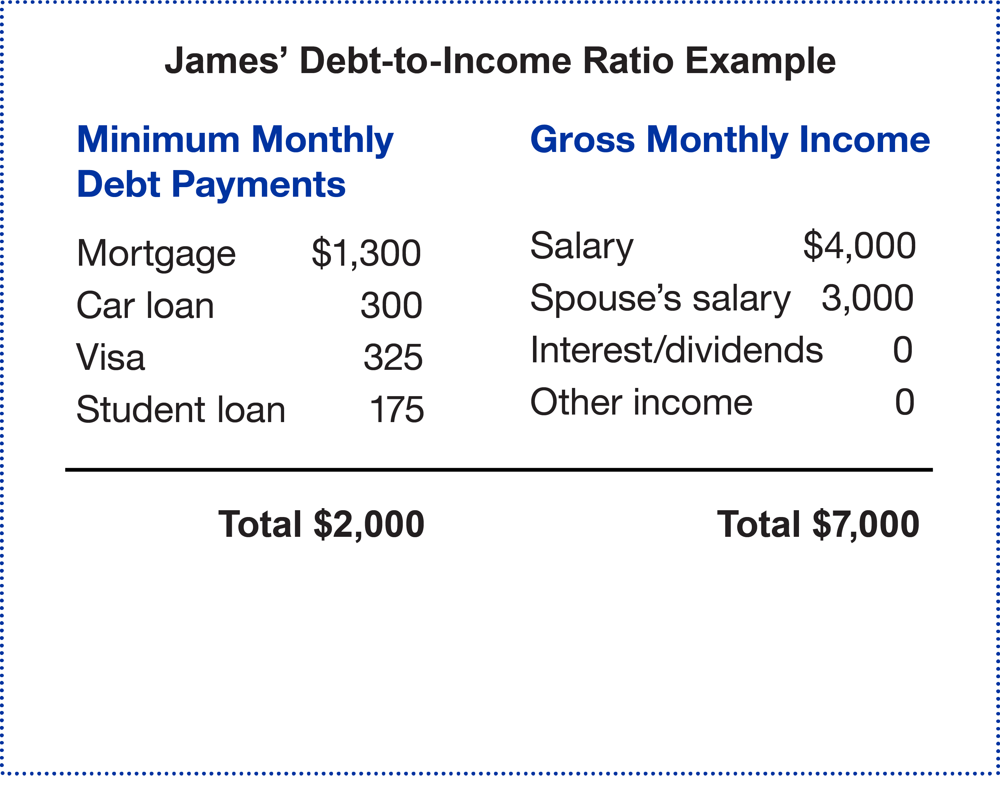 James’ Debt-to-Income Ratio Example
Minimum Monthly
Debt Payments
Mortgage $1,300
Car loan 300
Visa 325
Student loan 175
Total $2,000
Gross Monthly Income
Salary $4,000
Spouse’s salary 3,000
Interest/dividends 0
Other income 0
Total $7,000